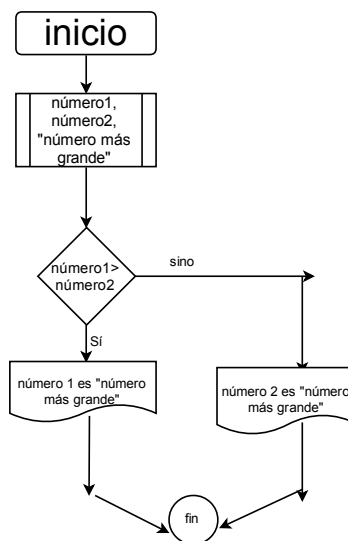 inicio
número1,
número2,
"número más
grande"
número1>
número2
sino
Sí
número 1 es "número
más grande"
número 2 es "número
más grande"
fin